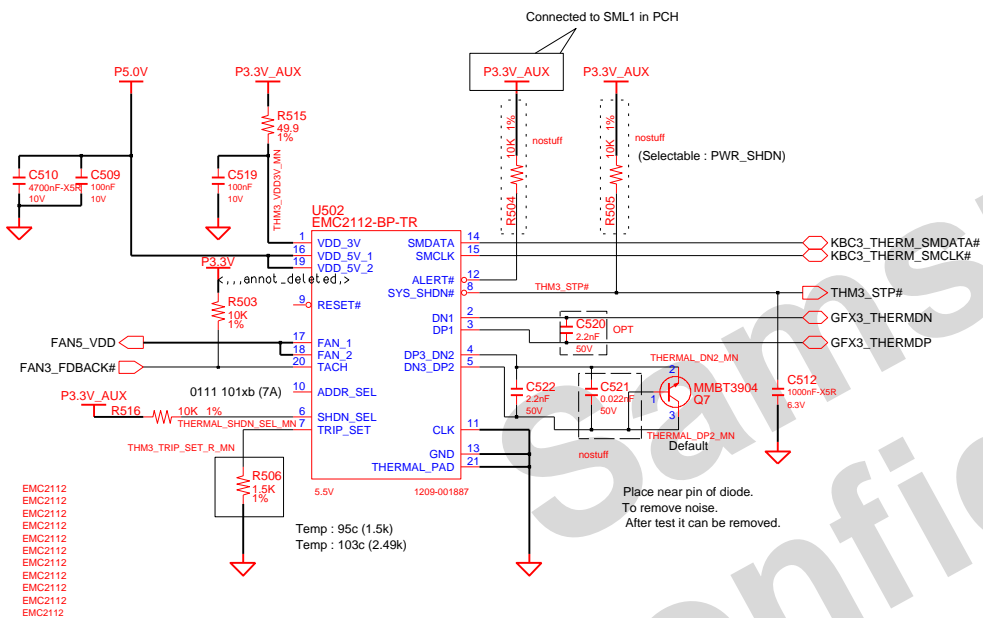 Connected to SML1 in PCH
P5.0V
P3.3V_AUX
P3.3V_AUX
P3.3V_AUX
R515
49.9
1%
10K 1%
nostuff
R504
10K 1%
nostuff
(Selectable : PWR_SHDN)
R505
C510
4700nF-X5R
10V
C509
100nF
10V
C519
100nF
10V
THM3_VDD3V_MN
U502
EMC2112-BP-TR
1 VDD_3V
16 VDD_5V_1
19 VDD_5V_2
9 RESET#
17 FAN_1
18 FAN_2
20 TACH
10 ADDR_SEL
6 SHDN_SEL
7 TRIP_SET
SMDATA 14
SMCLK 15
ALERT# 12
SYS_SHDN# 8
DN1 2
DP1 3
DP3_DN2 4
DN3_DP2 5
CLK 11
GND 13
THERMAL_PAD 21
5.5V
1209-001887
P3.3V
<,,,annot_deleted,>
R503
10K
1%
FAN5_VDD
FAN3_FDBACK#
0111 101xb (7A)
P3.3V_AUX
R516
10K 1%
THERMAL_SHDN_SEL_MN
THM3_TRIP_SET_R_MN
R506
1.5K
1%
Temp : 95c (1.5k)
Temp : 103c (2.49k)
KBC3_THERM_SMDATA#
KBC3_THERM_SMCLK#
THM3_STP#
THM3_STP#
GFX3_THERMDN
GFX3_THERMDP
C520
2.2nF
50V
OPT
C522
2.2nF
50V
C521
0.022nF
50V
nostuff
THERMAL_DN2_MN
2
1
3
MMBT3904
Q7
THERMAL_DP2_MN
Default
C512
1000nF-X5R
6.3V
Place near pin of diode.
To remove noise.
After test it can be removed.
EMC2112
EMC2112
EMC2112
EMC2112
EMC2112
EMC2112
EMC2112
EMC2112
EMC2112
EMC2112
EMC2112
Sams
Confi